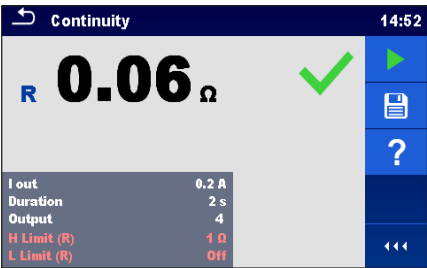 Continuity 14:52
R 0.06 Ω
?
I out 0.2 A
Duration 2 s
Output 4
H Limit (R) 1 Ω
L Limit (R) Off